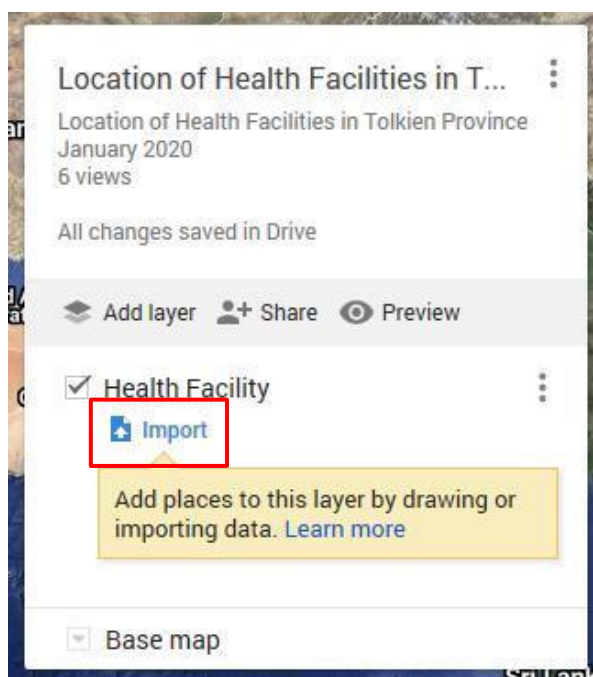 Location of Health Facilities in T...
Location of Health Facilities in Tolkien Province
January 2020
6 views
All changes saved in Drive
Add layer Share Preview
Health Facility
Import
Add places to this layer by drawing or
importing data. Learn more
Base map